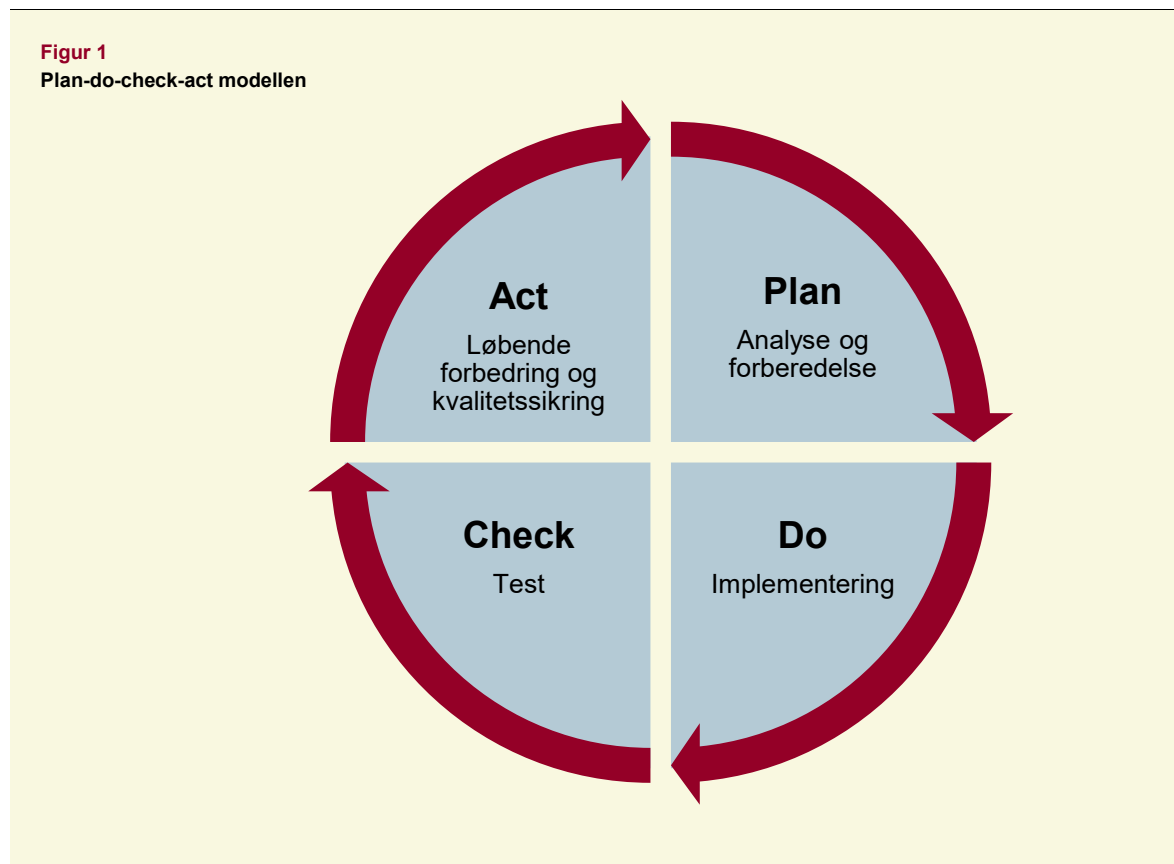 Figur 1
Plan-do-check-act modellen
Act
Løbende
forbedring og
kvalitetssikring
Plan
Analyse og
forberedelse
Check
Test
Do
Implementering